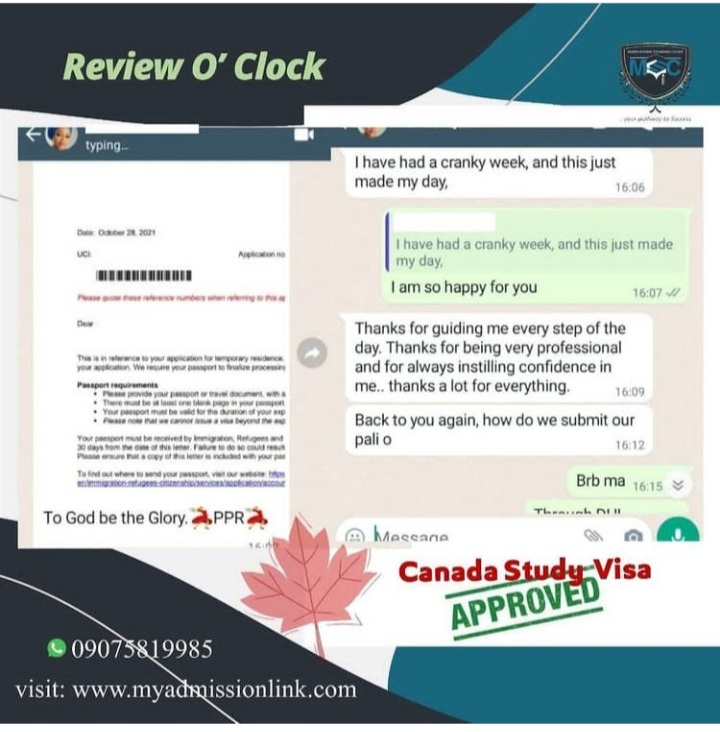 Review O' Clock
MSC
typing...
Date: October 28, 2021
UCI:
Application no
Please quote these reference numbers when referring to this ap
Dear
This is in reference to your application for temporary residence.
your application. We require your passport to finalize processing
Passport requirements
• Please provide your passport or travel document, with a
• There must be at least one blank page in your passport,
• Your passport must be valid for the duration of your exp
• Please note that we cannot issue a visa beyond the exp
Your passport must be received by Immigration, Refugees and
30 days from the date of this letter. Failure to do so could result
Please ensure that a copy of this letter is included with your pas
To find out where to send your passport, visit our website: https
en/immigration-refugees-citizenship/services/application/accour
To God be the Glory. PPR
I have had a cranky week, and this just
made my day,
16:06
I have had a cranky week, and this just made
my day,
I am so happy for you
16:07
Thanks for guiding me every step of the
day. Thanks for being very professional
and for always instilling confidence in
me.. thanks a lot for everything.
16:09
Back to you again, how do we submit our
pali o
16:12
Brb ma 16:15
Through
Message
Canada Study Visa
APPROVED
09075819985
visit: www.myadmissionlink.com